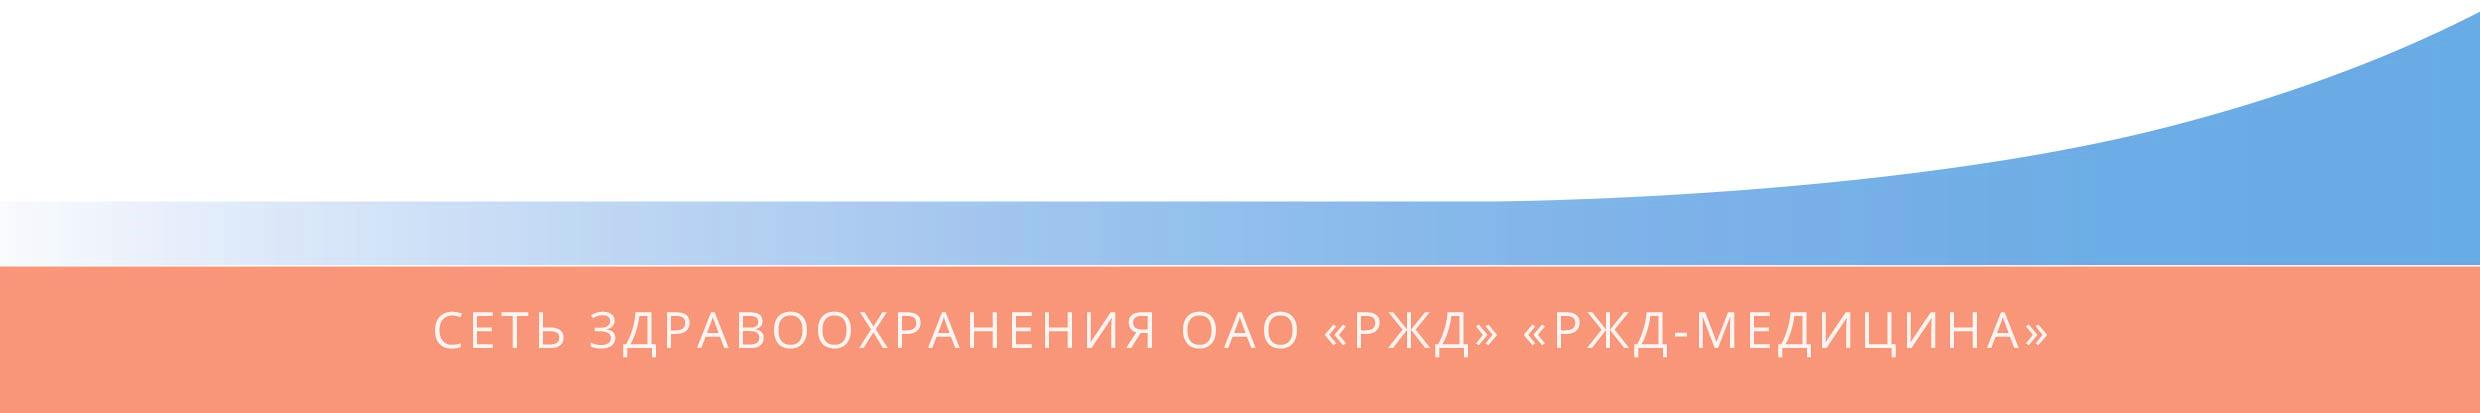 СЕТЬ ЗДРАВООХРАНЕНИЯ ОАО «РЖД» «РЖД-МЕДИЦИНА»